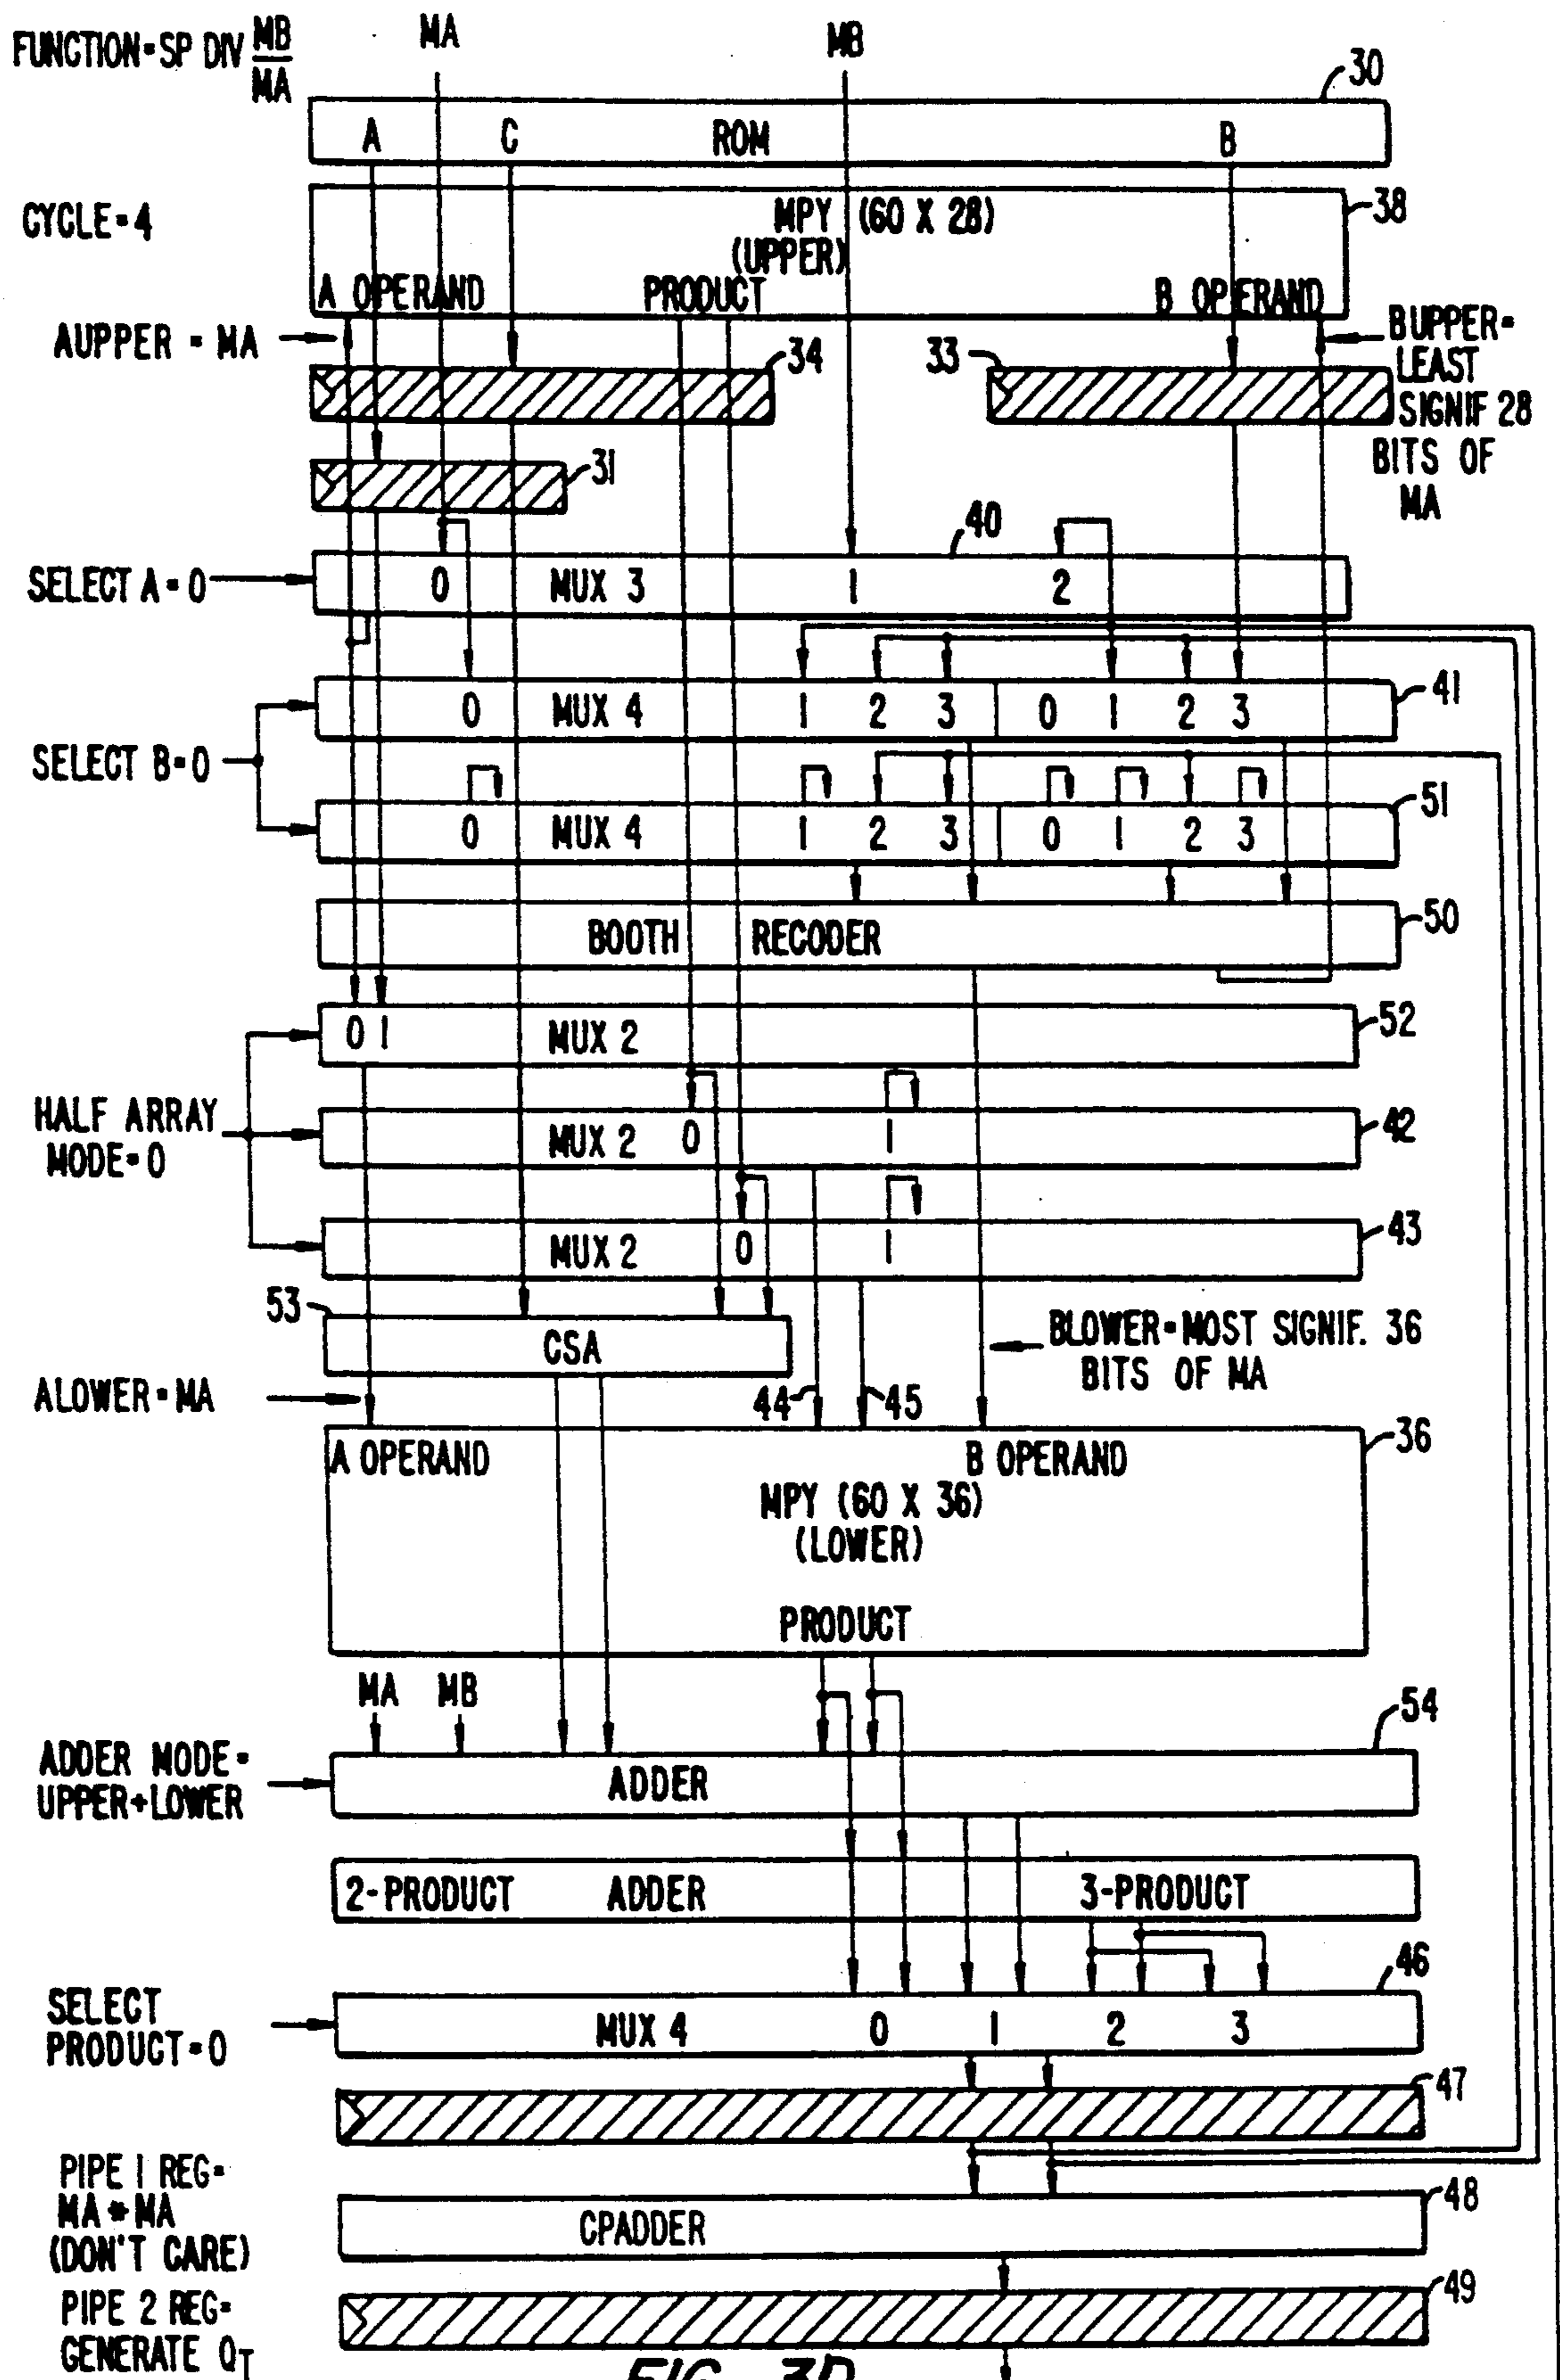 FUNCTION=SP DIV MB
MA
MA
MB
30
A C ROM B
CYCLE=4
MPY (60 X 28)
(UPPER)
38
A OPERAND PRODUCT B OPERAND
AUPPER = MA
BUPPER=
LEAST
SIGNIF 28
BITS OF
MA
34
33
31
40
SELECT A=0
0 MUX 3 1 2
41
0 MUX 4 1 2 3 0 1 2 3
SELECT B=0
51
0 MUX 4 1 2 3 0 1 2 3
50
BOOTH RECODER
52
0 1 MUX 2
HALF ARRAY
MODE=0
42
MUX 2 0 1
43
MUX 2 0 1
53
CSA
BLOWER=MOST SIGNIF. 36
BITS OF MA
ALOWER=MA
44
45
36
A OPERAND B OPERAND
MPY (60 X 36)
(LOWER)
PRODUCT
MA MB
54
ADDER MODE=
UPPER+LOWER
ADDER
2-PRODUCT ADDER 3-PRODUCT
46
SELECT
PRODUCT=0
MUX 4 0 1 2 3
47
PIPE 1 REG=
MA*MA
(DON'T CARE)
48
CPADDER
49
PIPE 2 REG=
GENERATE QT
FIG. 3D